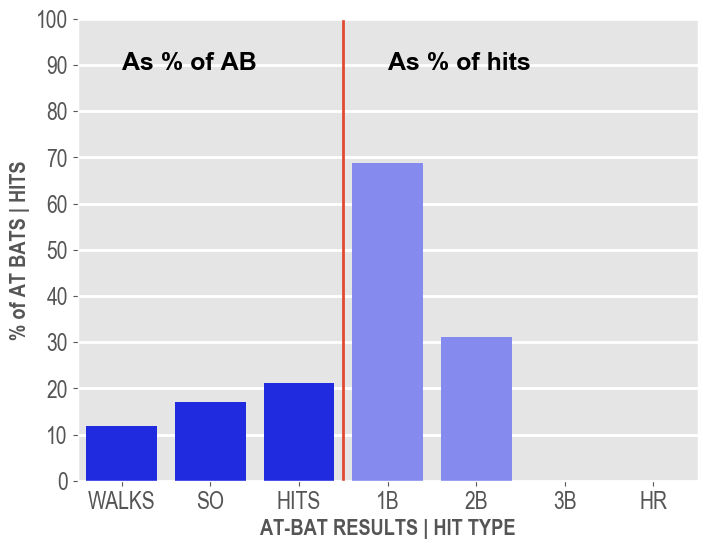 100
As % of AB As % of hits
90
80
70
60
50
40
30
20
10
0
% of AT BATS | HITS
WALKS SO HITS 1B 2B 3B HR
AT-BAT RESULTS | HIT TYPE